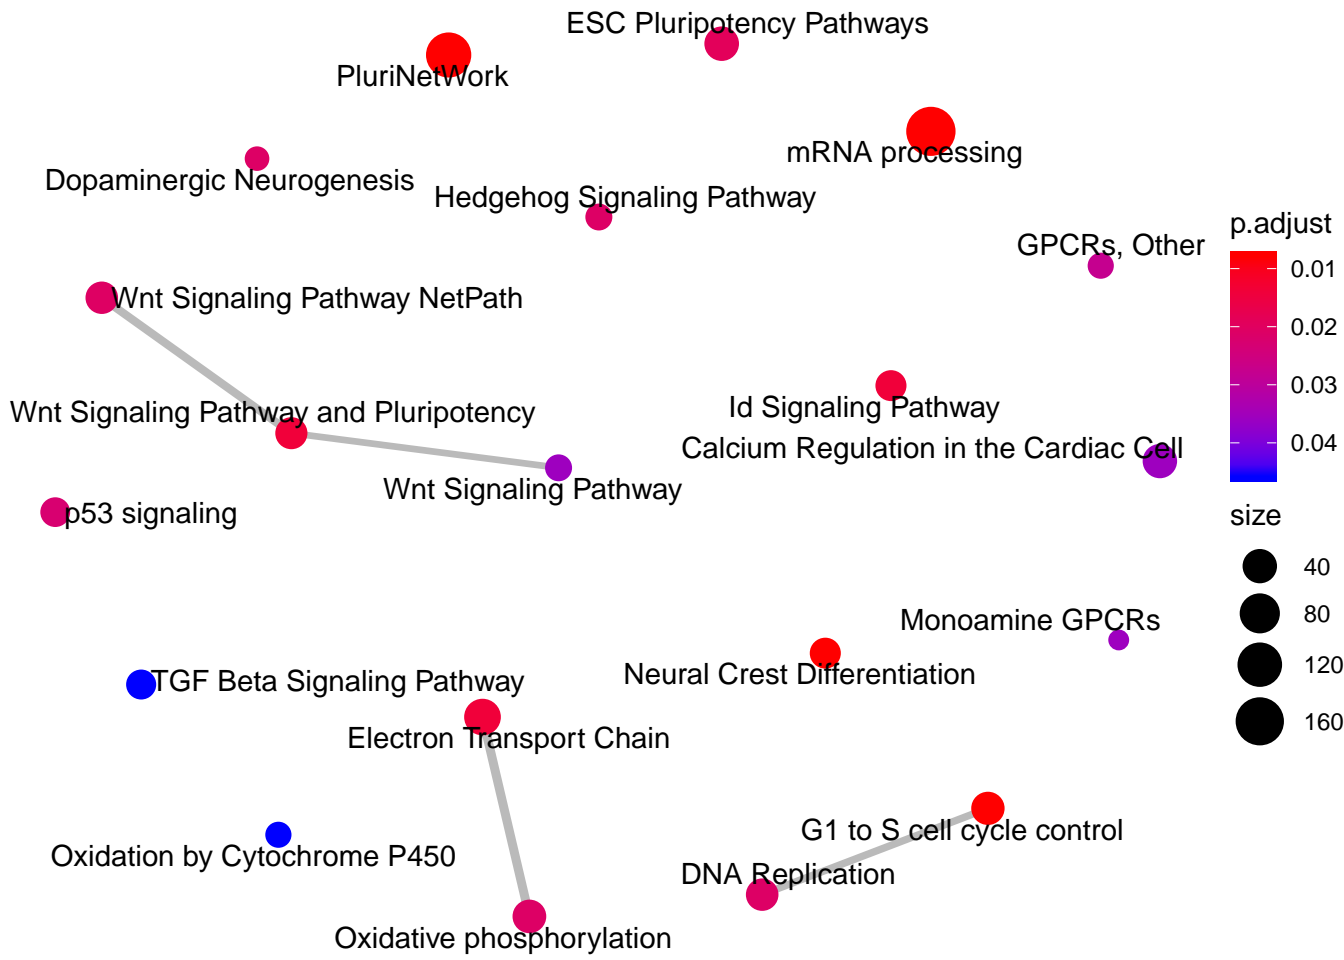 ESC Pluripotency Pathways
PluriNetWork
mRNA processing
Dopaminergic Neurogenesis
Hedgehog Signaling Pathway
GPCRs, Other
Wnt Signaling Pathway NetPath
Wnt Signaling Pathway and Pluripotency
Id Signaling Pathway
Calcium Regulation in the Cardiac Cell
Wnt Signaling Pathway
p53 signaling
Monoamine GPCRs
Neural Crest Differentiation
TGF Beta Signaling Pathway
Electron Transport Chain
G1 to S cell cycle control
Oxidation by Cytochrome P450
DNA Replication
Oxidative phosphorylation
p.adjust
0.01
0.02
0.03
0.04
size
40
80
120
160